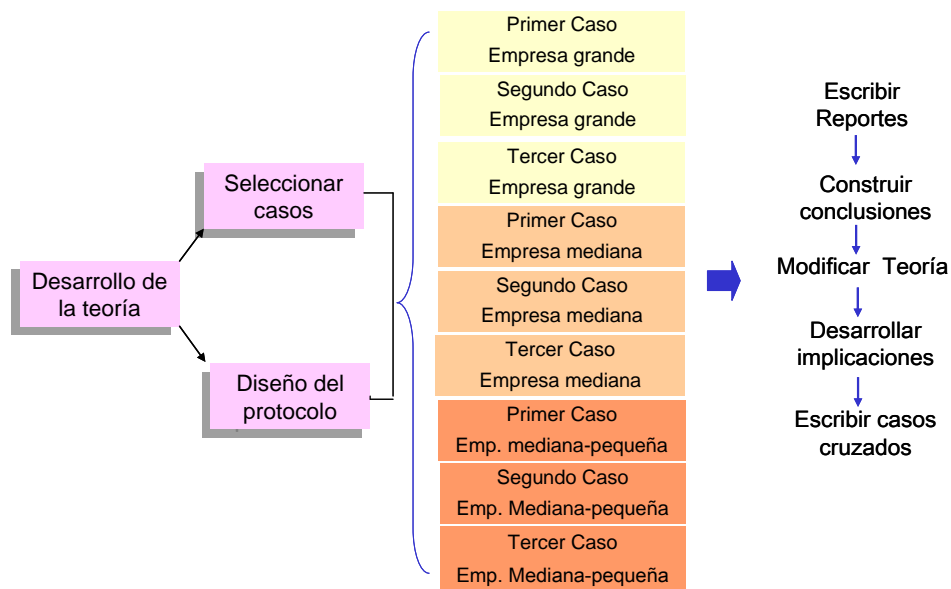 Desarrollo de
la teoría
Seleccionar
casos
Diseño del
protocolo
Primer Caso
Empresa grande
Segundo Caso
Empresa grande
Tercer Caso
Empresa grande
Primer Caso
Empresa mediana
Segundo Caso
Empresa mediana
Tercer Caso
Empresa mediana
Primer Caso
Emp. mediana-pequeña
Segundo Caso
Emp. Mediana-pequeña
Tercer Caso
Emp. Mediana-pequeña
Escribir
Reportes
Construir
conclusiones
Modificar Teoría
Desarrollar
implicaciones
Escribir casos
cruzados